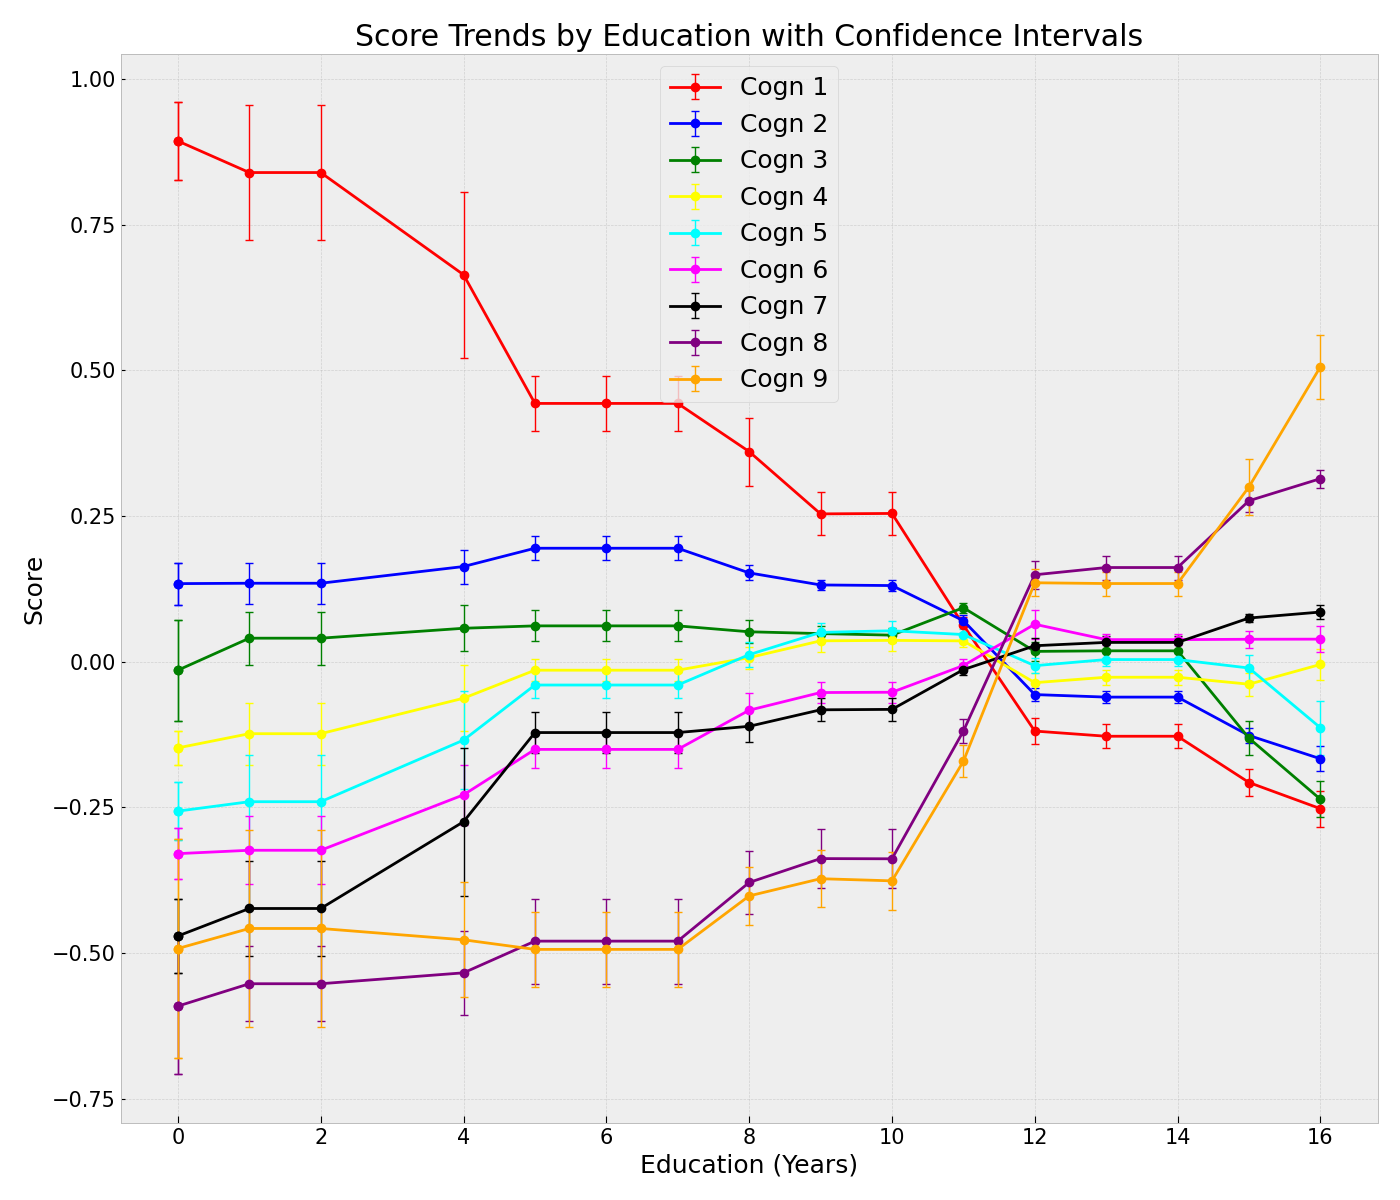 Score Trends by Education with Confidence Intervals
1.00
0.75
0.50
0.25
0.00
−0.25
−0.50
−0.75
Score
Cogn 1
Cogn 2
Cogn 3
Cogn 4
Cogn 5
Cogn 6
Cogn 7
Cogn 8
Cogn 9
0 2 4 6 8 10 12 14 16
Education (Years)